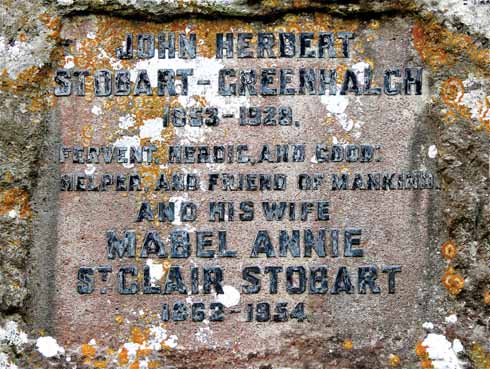 JOHN HERBERT
STOBART-GREENHALGH
1853-1928.
FERVENT, HEROIC, AND GOOD:
HELPER AND FRIEND OF MANKIND.
AND HIS WIFE
MABEL ANNIE
ST CLAIR STOBART
1862-1954.